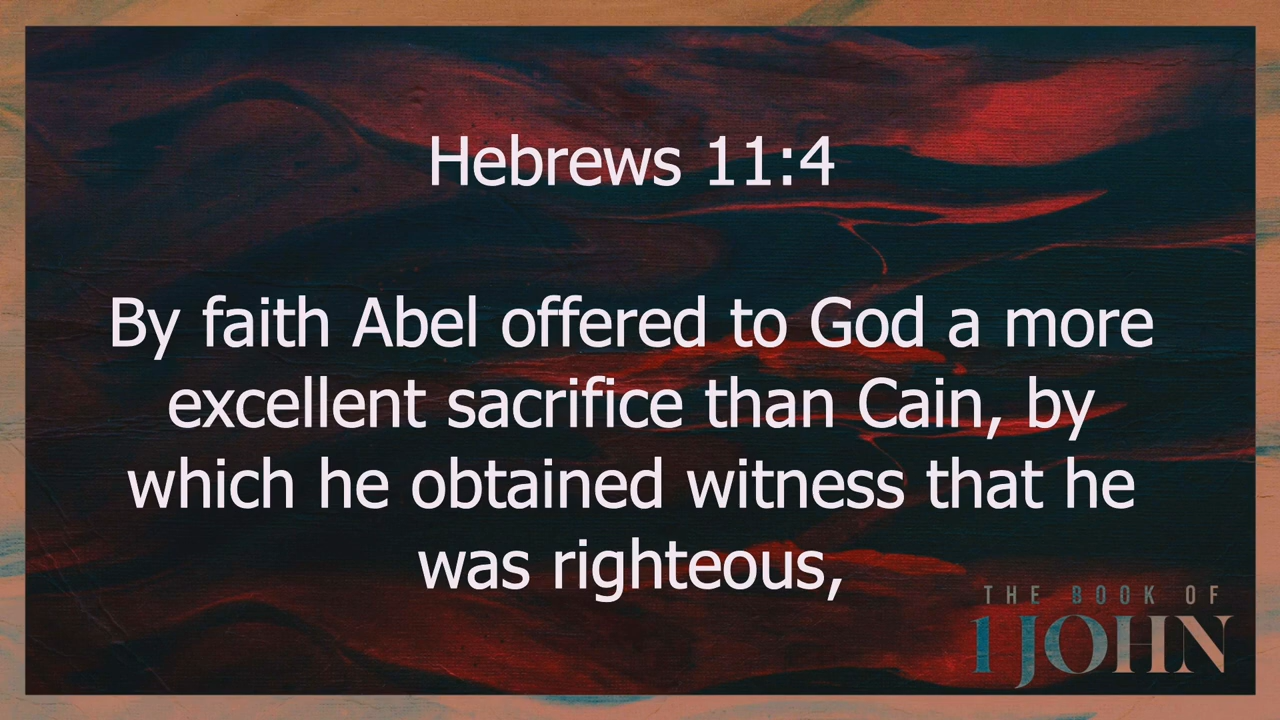 Hebrews 11:4
By faith Abel offered to God a more
excellent sacrifice than Cain, by
which he obtained witness that he
was righteous,
THE BOOK OF
1 JOHN